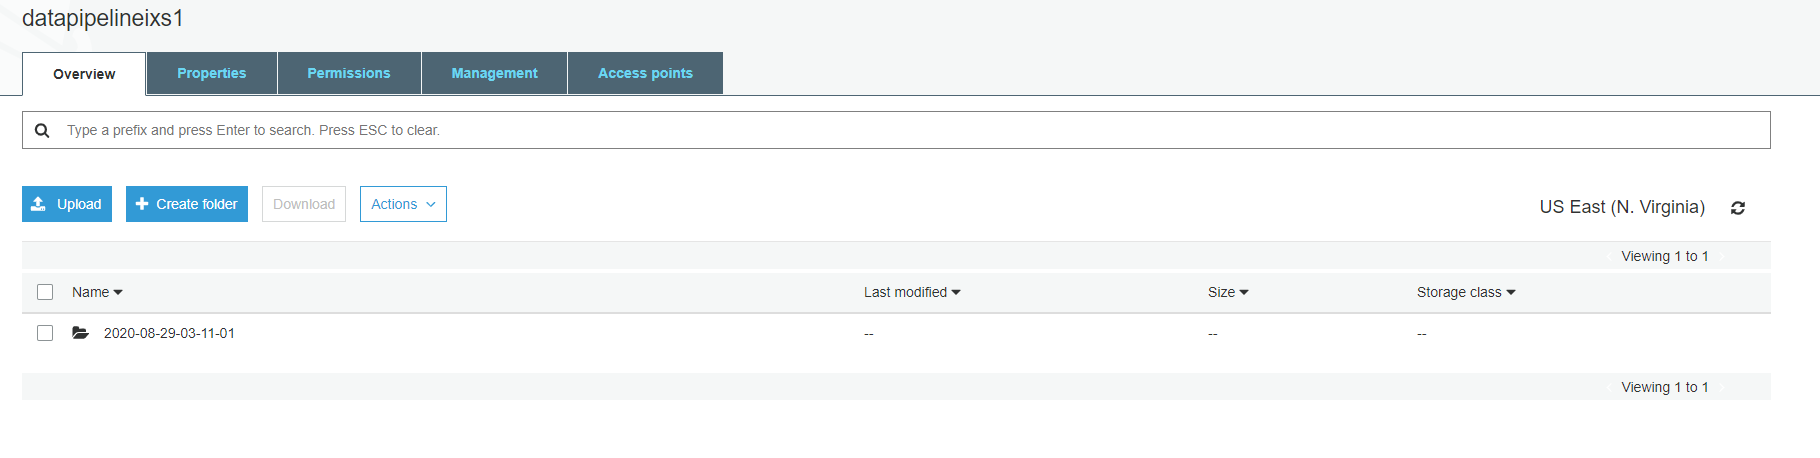 datapipelineixs1
Overview Properties Permissions Management Access points
Type a prefix and press Enter to search. Press ESC to clear.
Upload Create folder Download Actions US East (N. Virginia)
Viewing 1 to 1
Name Last modified Size Storage class
2020-08-29-03-11-01 -- -- --
Viewing 1 to 1